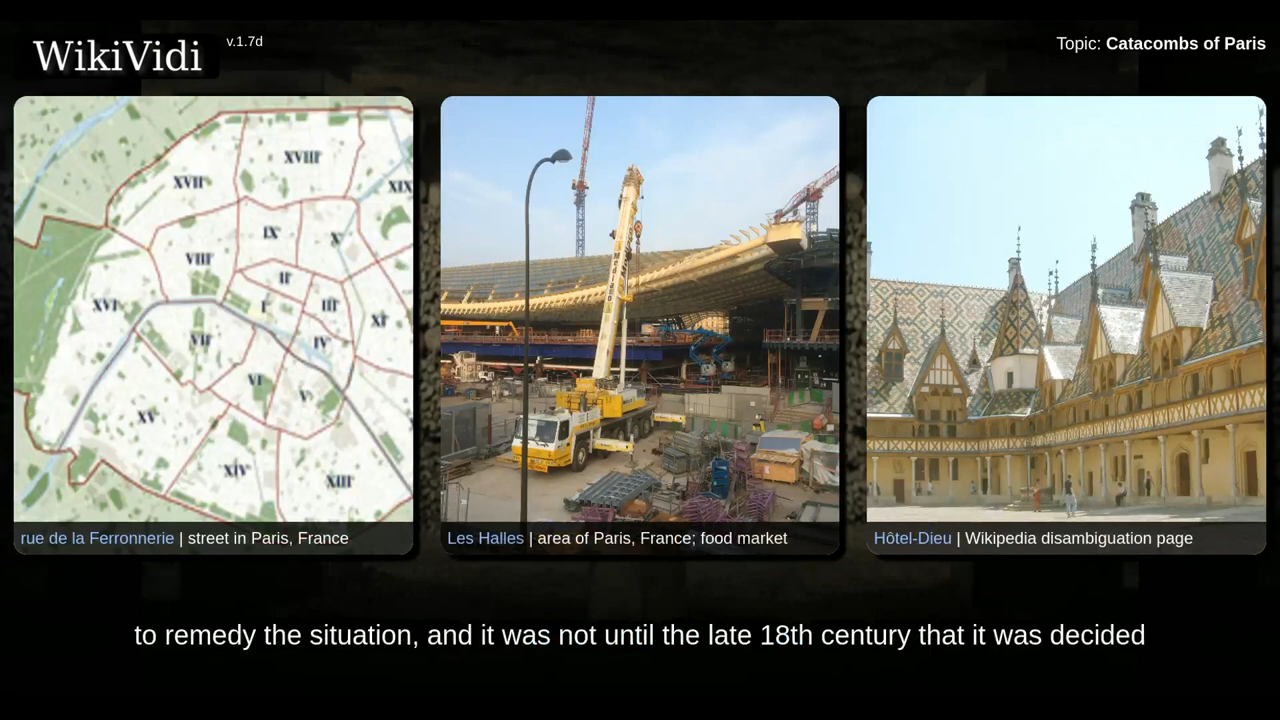 WikiVidi
v.1.7d
Topic: Catacombs of Paris
XVIII
XVII
XIX
IX
X
VIII
II
XVI
I
III
XI
VII
IV
VI
V
XV
XIV
XIII
rue de la Ferronnerie | street in Paris, France
Les Halles | area of Paris, France; food market
Hôtel-Dieu | Wikipedia disambiguation page
to remedy the situation, and it was not until the late 18th century that it was decided